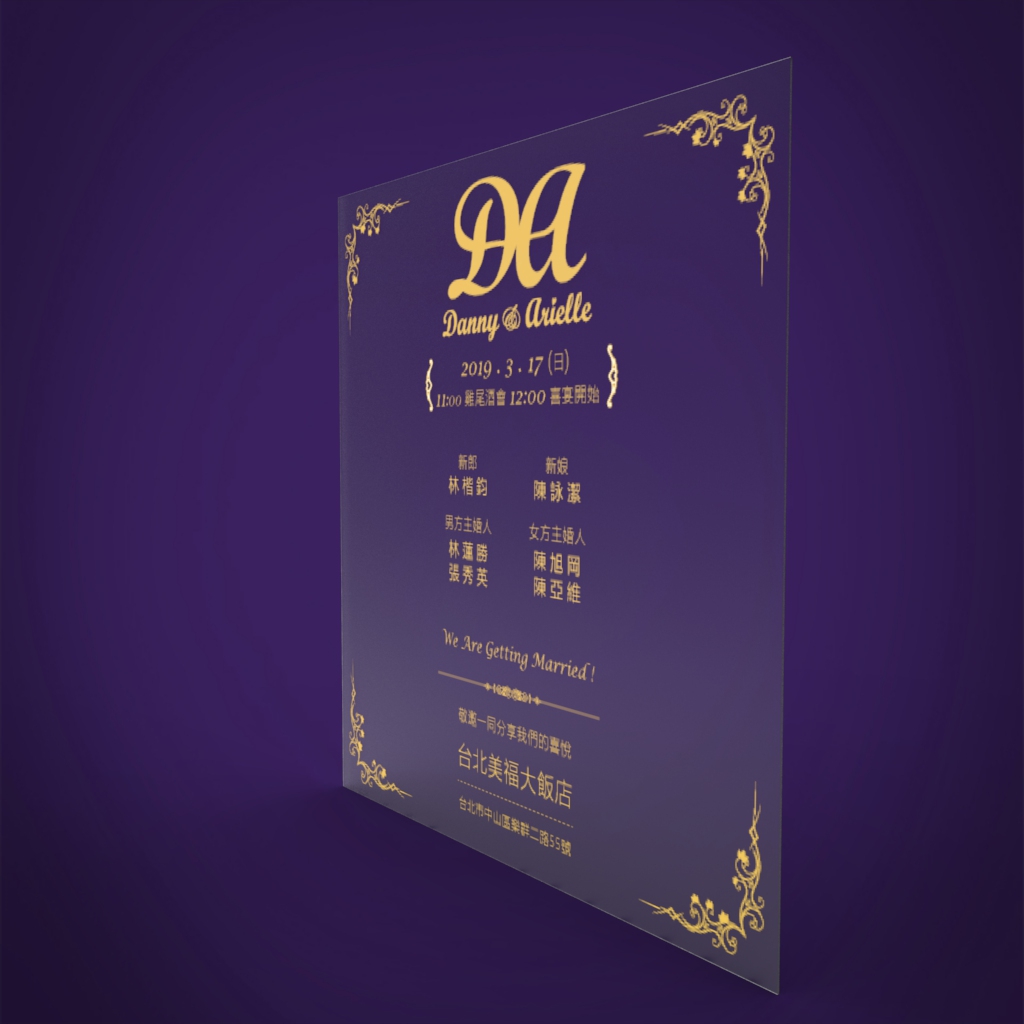 DA
Danny & Arielle
2019 . 3 . 17 (日)
11:00 雞尾酒會 12:00 喜宴開始
新郎 新娘
林楷鈞 陳詠潔
男方主婚人 女方主婚人
林蓮勝 陳旭岡
張秀英 陳亞維
We Are Getting Married !
敬邀一同分享我們的喜悅
台北美福大飯店
台北市中山區樂群二路55號